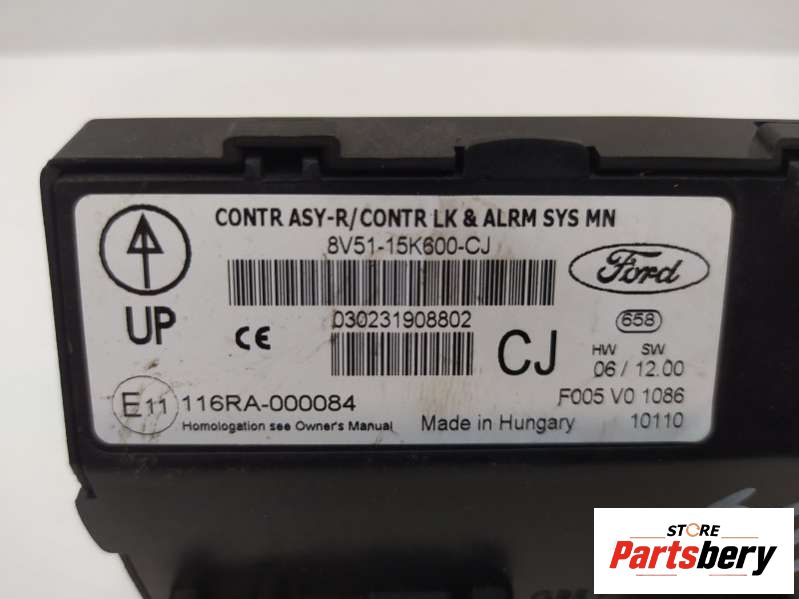 CONTR ASY-R/CONTR LK & ALRM SYS MN
8V51-15K600-CJ
Ford
UP
CE
030231908802
CJ
658
HW SW
06 / 12.00
E11 116RA-000084
F005 V0 1086
Homologation see Owner's Manual
Made in Hungary
10110
STORE
Partsbery